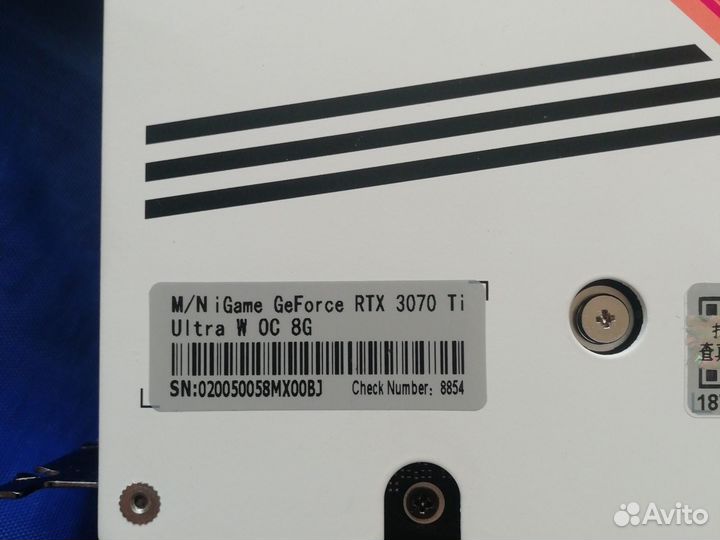 M/N iGame GeForce RTX 3070 Ti
Ultra W OC 8G
SN:020050058MX00BJ Check Number: 8854
Avito